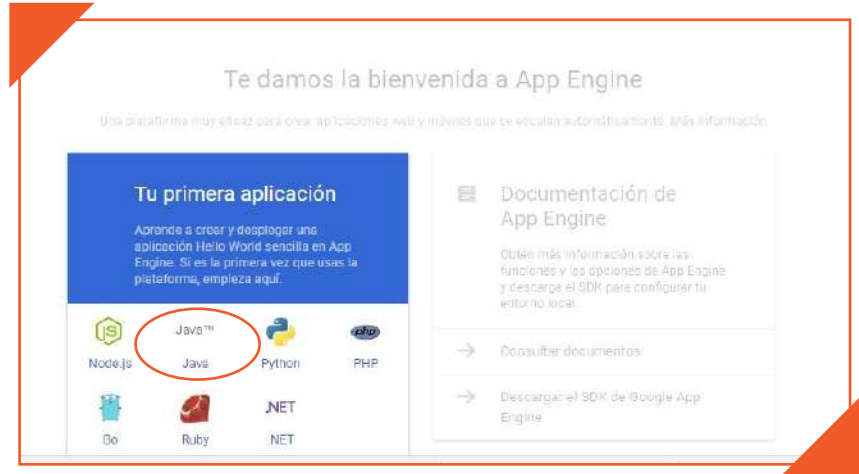 Te damos la bienvenida a App Engine
Una plataforma muy eficaz para crear aplicaciones web y móviles que se escalan automáticamente. Más información
Tu primera aplicación
Aprende a crear y desplegar una
aplicación Hello World sencilla en App
Engine. Si es la primera vez que usas la
plataforma, empieza aquí.
JS
Java™
php
Node.js
Java
Python
PHP
.NET
Go
Ruby
.NET
Documentación de
App Engine
Obtén más información sobre las
funciones y las opciones de App Engine
y descarga el SDK para configurar tu
entorno local.
Consultar documentos
Descargar el SDK de Google App
Engine